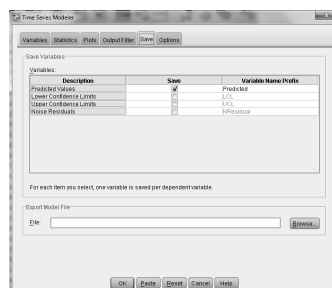 Time Series Modeler
Variables Statistics Plots Output Filter Save Options
Save Variables
Variables:
Description Save Variable Name Prefix
Predicted Values Predicted
Lower Confidence Limits LCL
Upper Confidence Limits UCL
Noise Residuals NResidual
For each item you select, one variable is saved per dependent variable.
Export Model File
File: Browse...
OK Paste Reset Cancel Help